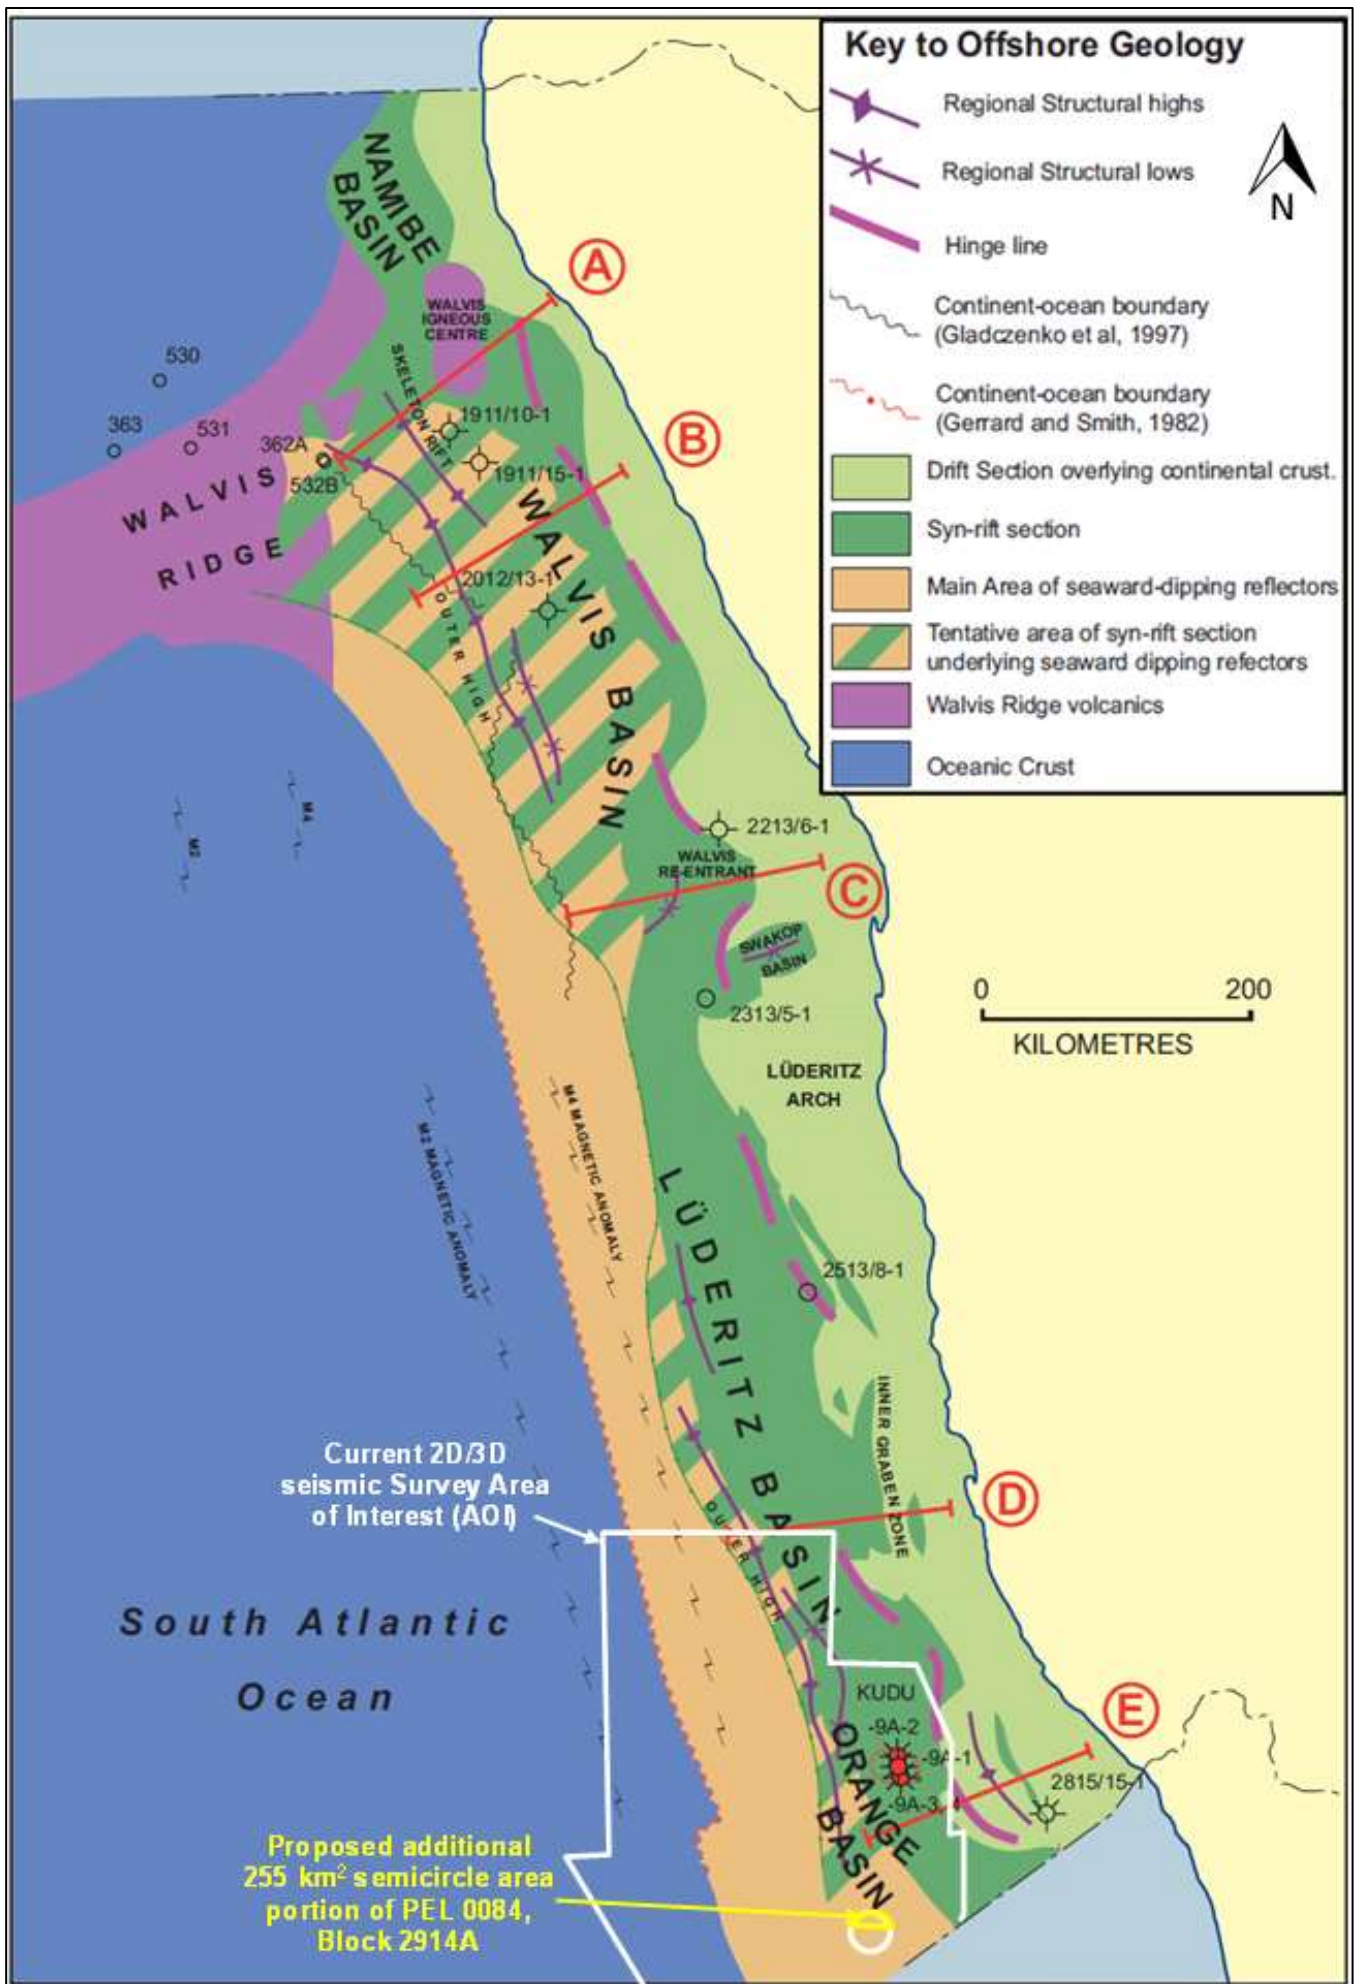 Key to Offshore Geology
Regional Structural highs
Regional Structural lows
N
Hinge line
Continent-ocean boundary
(Gladczenko et al, 1997)
Continent-ocean boundary
(Gerrard and Smith, 1982)
Drift Section overlying continental crust.
Syn-rift section
Main Area of seaward-dipping reflectors
Tentative area of syn-rift section
underlying seaward dipping refectors
Walvis Ridge volcanics
Oceanic Crust
NAMIBE
BASIN
A
WALVIS
IGNEOUS
CENTRE
SKELETON RIFT
530
363
531
362A
532B
1911/10-1
1911/15-1
B
WALVIS
RIDGE
WALVIS BASIN
2012/13-1
OUTER HIGH
M4
M2
2213/6-1
WALVIS
RE-ENTRANT
C
SWAKOP
BASIN
2313/5-1
0 200
KILOMETRES
LÜDERITZ
ARCH
M4 MAGNETIC ANOMALY
M2 MAGNETIC ANOMALY
LÜDERITZ BASIN
2513/8-1
INNER GRABEN ZONE
Current 2D/3D
seismic Survey Area
of Interest (AOI)
D
OUTER HIGH
South Atlantic
Ocean
KUDU
-9A-2
-9A-1
-9A-3
4
E
2815/15-1
ORANGE
BASIN
Proposed additional
255 km² semicircle area
portion of PEL 0084,
Block 2914A